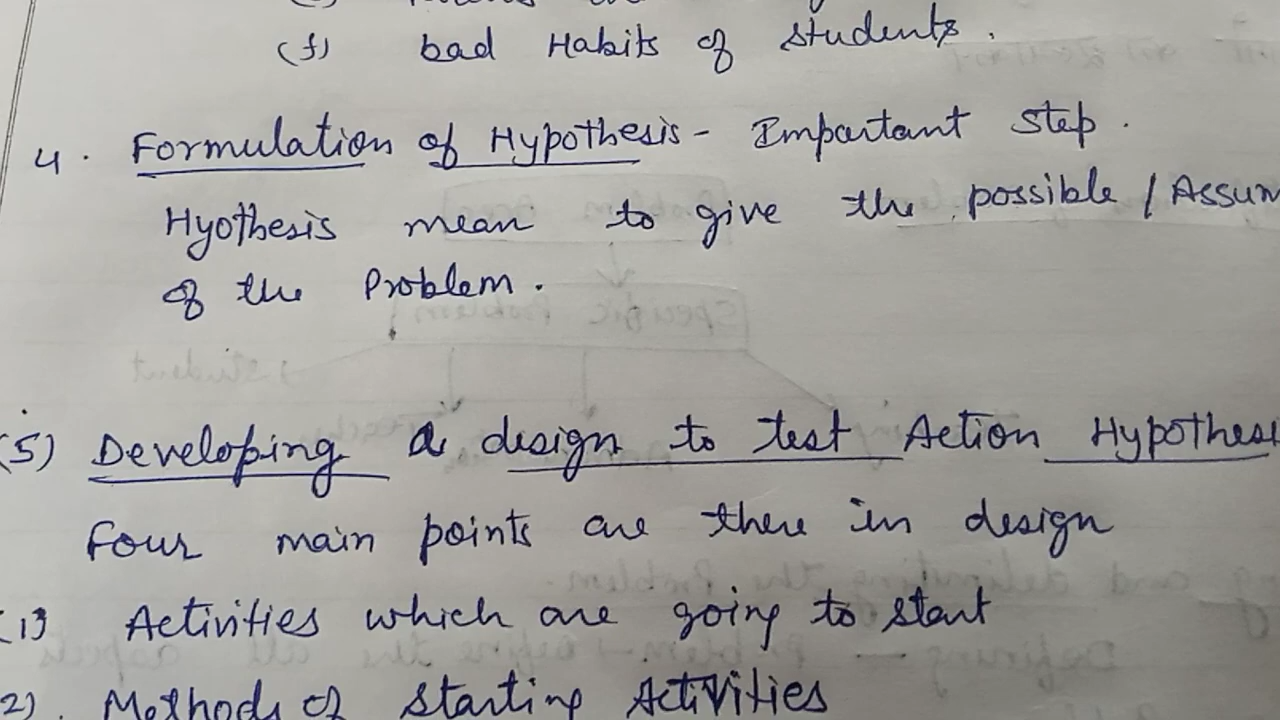 (f) bad Habits of students.
4. Formulation of Hypothesis - Important step.
Hyothesis mean to give the possible / Assum
of the Problem.
(5) Developing a design to test Action Hypothesi
four main points are there in design
(1) Activities which are going to start
2). Methods of starting Activities